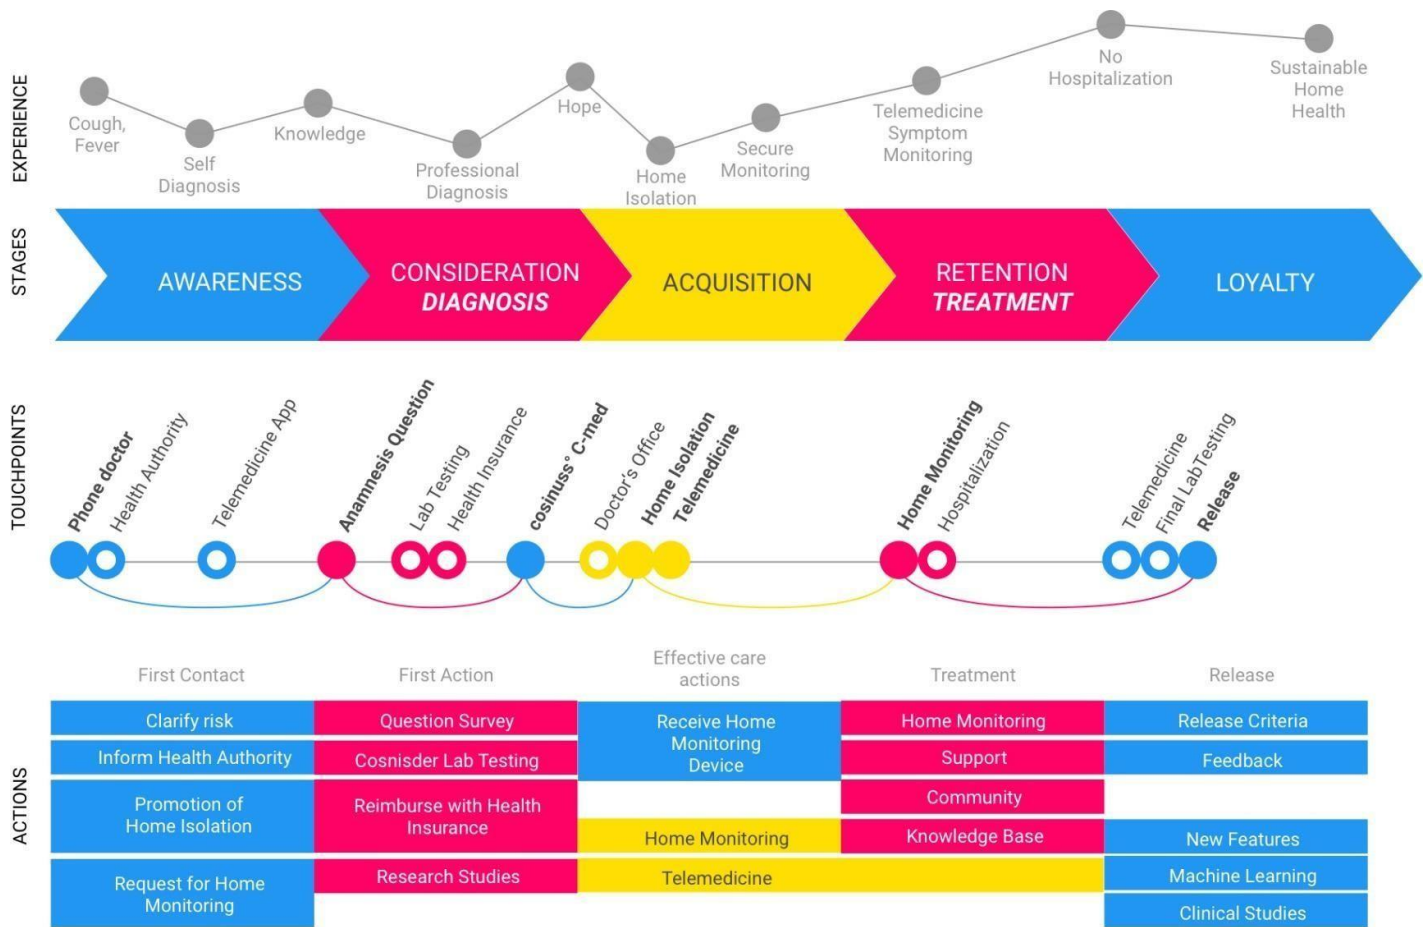 EXPERIENCE
Cough,
Fever
Self
Diagnosis
Knowledge
Professional
Diagnosis
Hope
Home
Isolation
Secure
Monitoring
Telemedicine
Symptom
Monitoring
No
Hospitalization
Sustainable
Home
Health
STAGES
AWARENESS
CONSIDERATION
DIAGNOSIS
ACQUISITION
RETENTION
TREATMENT
LOYALTY
TOUCHPOINTS
Phone doctor
Health Authority
Telemedicine App
Anamnesis Question
Lab Testing
Health Insurance
cosinuss° C-med
Doctor's Office
Home Isolation
Telemedicine
Home Monitoring
Hospitalization
Telemedicine
Final LabTesting
Release
ACTIONS
First Contact
Clarify risk
Inform Health Authority
Promotion of
Home Isolation
Request for Home
Monitoring
First Action
Question Survey
Cosnisder Lab Testing
Reimburse with Health
Insurance
Research Studies
Effective care
actions
Receive Home
Monitoring
Device
Home Monitoring
Telemedicine
Treatment
Home Monitoring
Support
Community
Knowledge Base
Release
Release Criteria
Feedback
New Features
Machine Learning
Clinical Studies